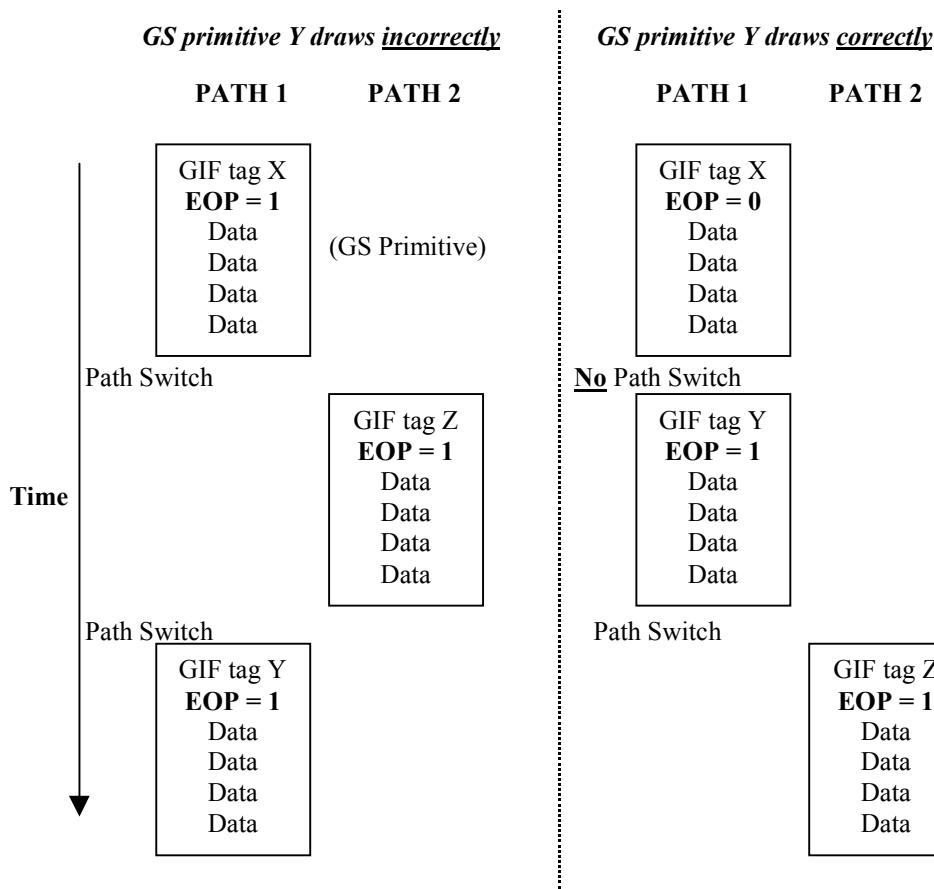 GS primitive Y draws incorrectly
PATH 1 PATH 2
GIF tag X
EOP = 1
Data
Data
Data
Data
(GS Primitive)
Path Switch
GIF tag Z
EOP = 1
Data
Data
Data
Data
Time
Path Switch
GIF tag Y
EOP = 1
Data
Data
Data
Data
GS primitive Y draws correctly
PATH 1 PATH 2
GIF tag X
EOP = 0
Data
Data
Data
Data
No Path Switch
GIF tag Y
EOP = 1
Data
Data
Data
Data
Path Switch
GIF tag Z
EOP = 1
Data
Data
Data
Data